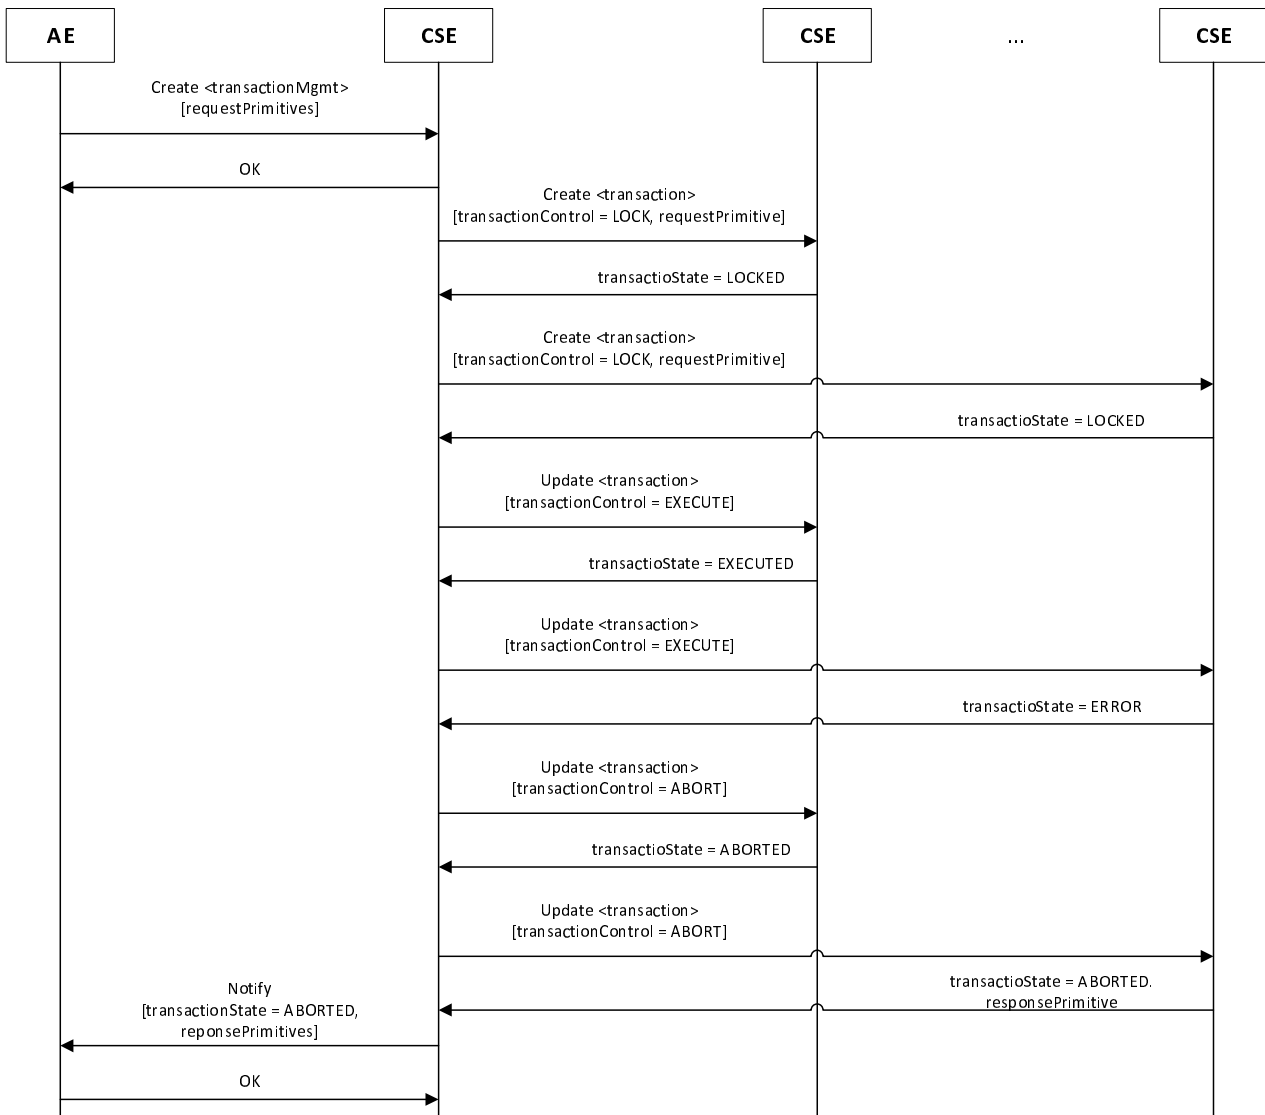 AE
CSE
CSE
...
CSE
Create <transactionMgmt>
[requestPrimitives]
OK
Create <transaction>
[transactionControl = LOCK, requestPrimitive]
transactioState = LOCKED
Create <transaction>
[transactionControl = LOCK, requestPrimitive]
transactioState = LOCKED
Update <transaction>
[transactionControl = EXECUTE]
transactioState = EXECUTED
Update <transaction>
[transactionControl = EXECUTE]
transactioState = ERROR
Update <transaction>
[transactionControl = ABORT]
transactioState = ABORTED
Update <transaction>
[transactionControl = ABORT]
transactioState = ABORTED.
responsePrimitive
Notify
[transactionState = ABORTED,
reponsePrimitives]
OK